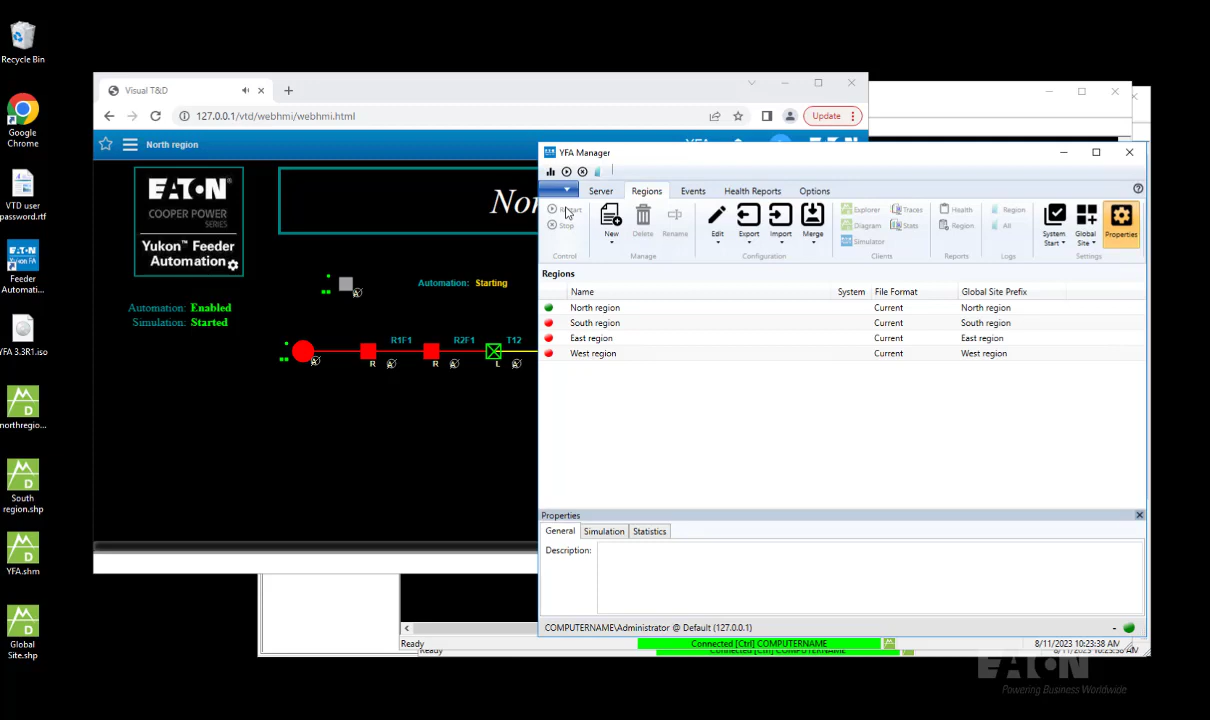 Recycle Bin
Google
Chrome
VTD user
password.rtf
EATON
Yukon FA
Feeder
Automati...
YFA 3.3R1.iso
northregio...
South
region.shp
YFA.shm
Global
Site.shp
Visual T&D
127.0.0.1/vtd/webhmi/webhmi.html
Update
North region
EATON
COOPER POWER
SERIES
Yukon™ Feeder
Automation
Automation: Enabled
Simulation: Started
Automation: Starting
R1F1
R2F1
T12
R
R
L
YFA Manager
Server
Regions
Events
Health Reports
Options
Restart
Stop
Control
New
Delete
Rename
Manage
Edit
Export
Import
Merge
Configuration
Explorer
Traces
Diagram
Stats
Simulator
Clients
Health
Region
Reports
Region
All
Logs
System
Start
Global
Site
Properties
Settings
Regions
Name System File Format Global Site Prefix
North region Current North region
South region Current South region
East region Current East region
West region Current West region
Properties
General Simulation Statistics
Description:
COMPUTERNAME\Administrator @ Default (127.0.0.1) -
Ready Connected [Ctrl] COMPUTERNAME 8/11/2023 10:23:38 AM
EATON
Powering Business Worldwide